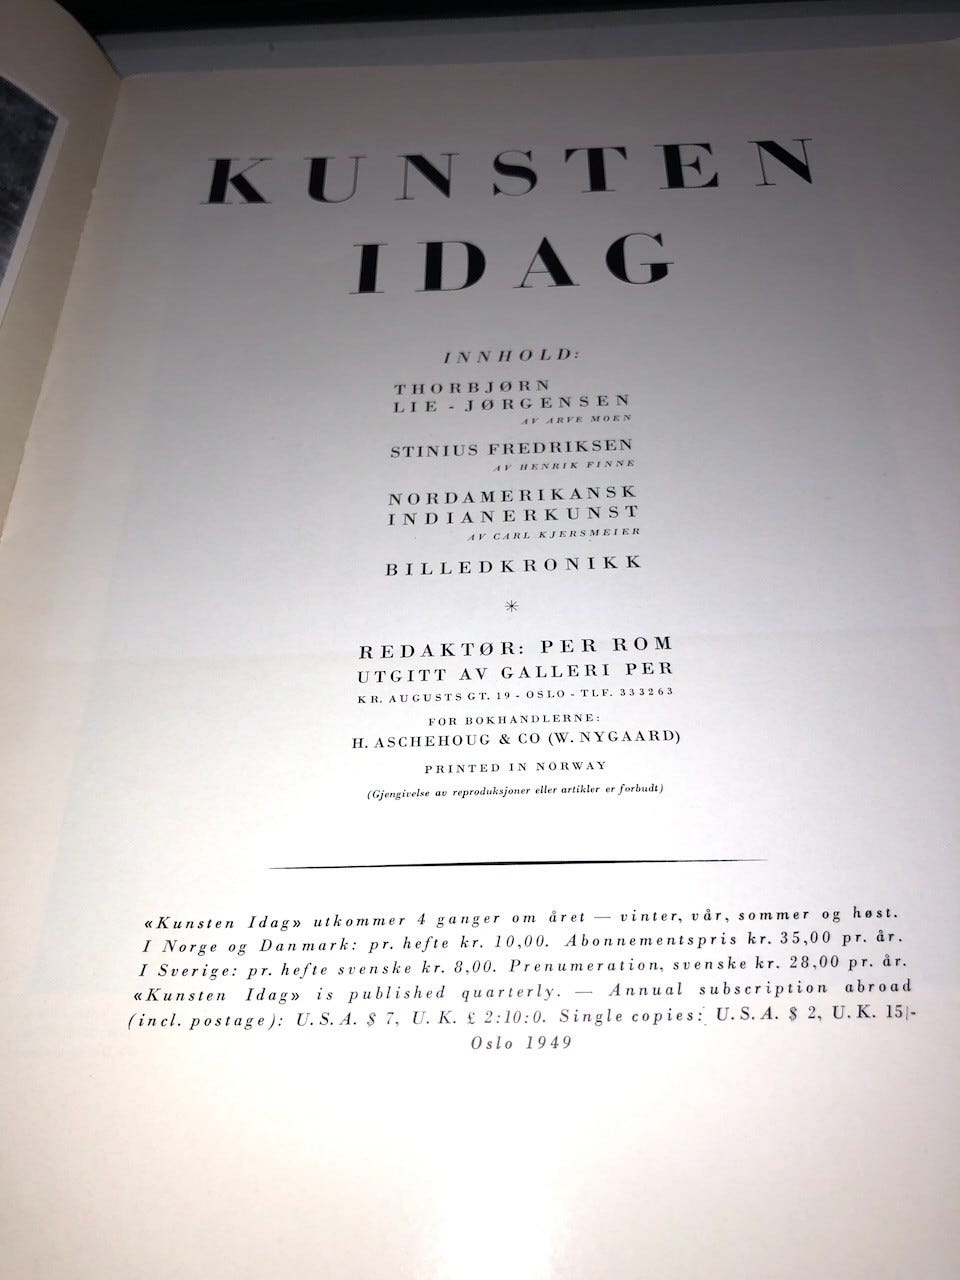 KUNSTEN
IDAG
INNHOLD:
THORBJØRN
LIE - JØRGENSEN
AV ARVE MOEN
STINIUS FREDRIKSEN
AV HENRIK FINNE
NORDAMERIKANSK
INDIANERKUNST
AV CARL KJERSMEIER
BILLEDKRONIKK
REDAKTØR: PER ROM
UTGITT AV GALLERI PER
KR. AUGUSTS GT. 19 - OSLO - TLF. 333263
FOR BOKHANDLERNE:
H. ASCHEHOUG & CO (W. NYGAARD)
PRINTED IN NORWAY
(Gjengivelse av reproduksjoner eller artikler er forbudt)
«Kunsten Idag» utkommer 4 ganger om året — vinter, vår, sommer og høst.
I Norge og Danmark: pr. hefte kr. 10,00. Abonnementspris kr. 35,00 pr. år.
I Sverige: pr. hefte svenske kr. 8,00. Prenumeration, svenske kr. 28,00 pr. år.
«Kunsten Idag» is published quarterly. — Annual subscription abroad
(incl. postage): U.S.A. $ 7, U.K. £ 2:10:0. Single copies: U.S.A. $ 2, U.K. 15/-
Oslo 1949